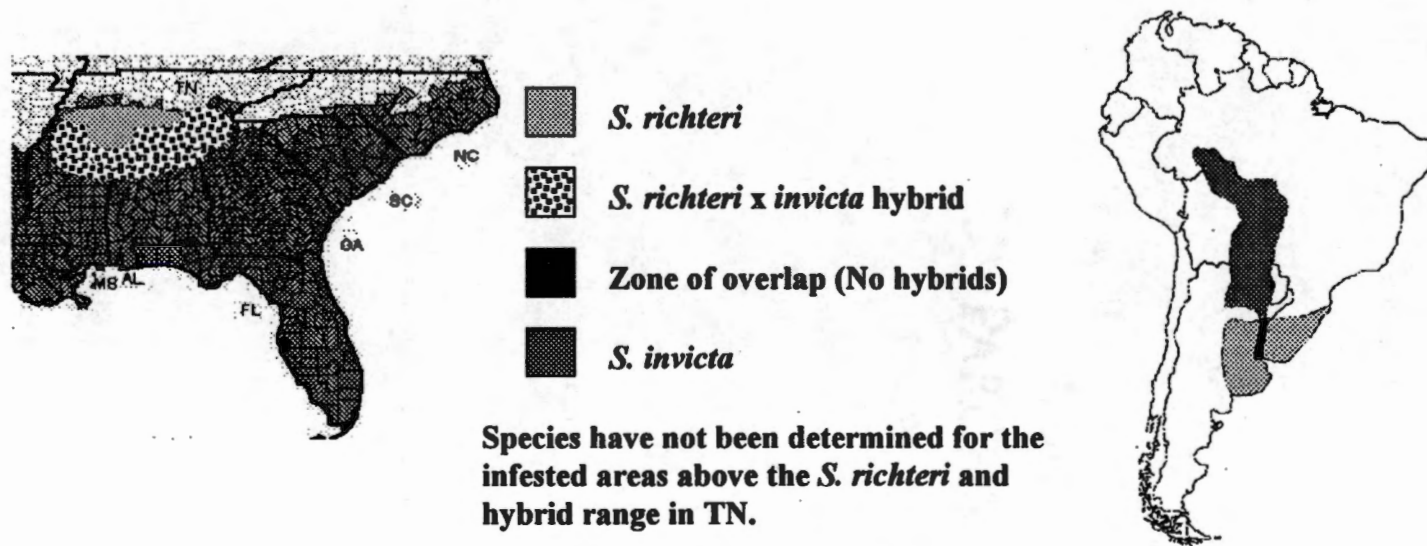 TN
NC
SC
GA
MS AL
FL
S. richteri
S. richteri x invicta hybrid
Zone of overlap (No hybrids)
S. invicta
Species have not been determined for the
infested areas above the S. richteri and
hybrid range in TN.